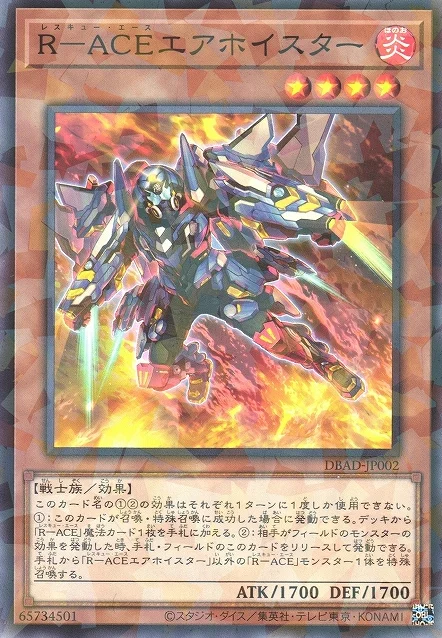 レスキュー・エース
R－ACEエアホイスター
ほのお
炎
DBAD-JP002
【戦士族／効果】
このカード名の①②の効果はそれぞれ1ターンに1度しか使用できない。
①：このカードが召喚・特殊召喚に成功した場合に発動できる。デッキから
「R－ACE」魔法カード1枚を手札に加える。②：相手がフィールドのモンスターの
効果を発動した時、手札・フィールドのこのカードをリリースして発動できる。
手札から「R－ACEエアホイスター」以外の「R－ACE」モンスター1体を特殊
召喚する。
ATK/1700 DEF/1700
65734501
©スタジオ・ダイス／集英社・テレビ東京・KONAMI